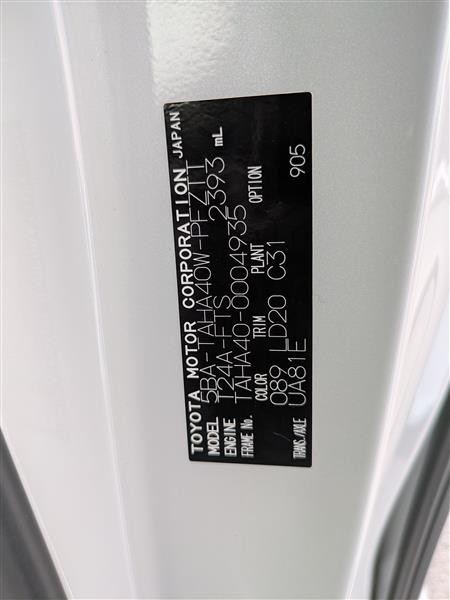 TOYOTA MOTOR CORPORATION JAPAN
MODEL 5BA-TAHA40W-PFZTT
ENGINE T24A-FTS 2393 mL
FRAME No. TAHA40-0004935
COLOR TRIM PLANT OPTION
089 LD20 C31
TRANS/AXLE UA81E 905